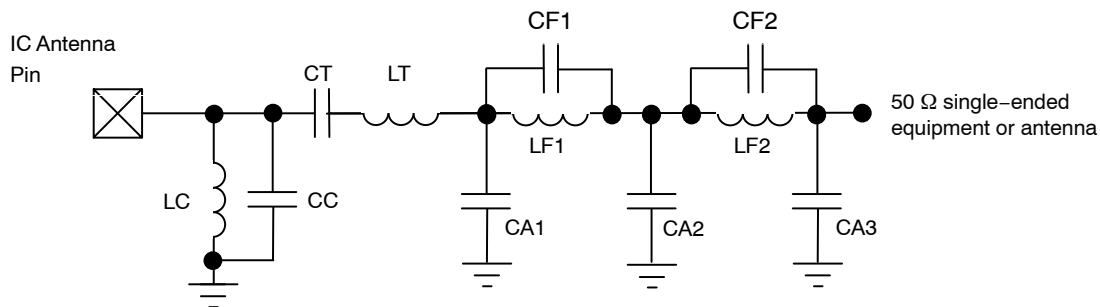 CF1
CF2
IC Antenna
Pin
CT
LT
50 Ω single−ended
equipment or antenna
LF1
LF2
LC
CC
CA1
CA2
CA3